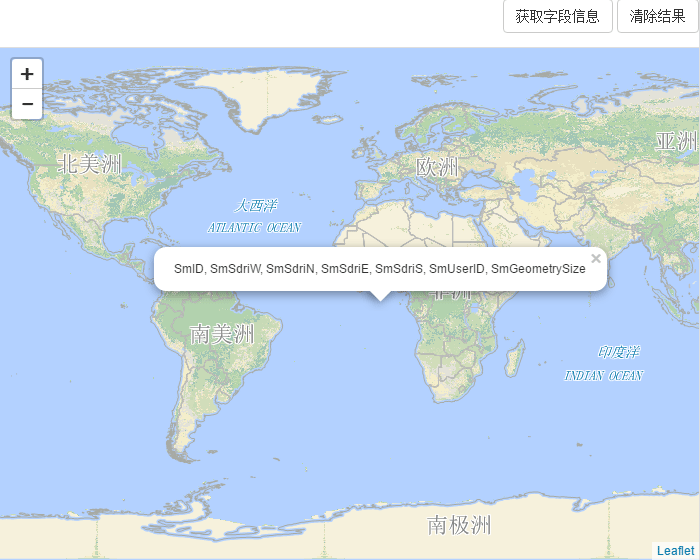 获取字段信息 清除结果
+
−
北美洲
欧洲
亚洲
大西洋
ATLANTIC OCEAN
SmID, SmSdriW, SmSdriN, SmSdriE, SmSdriS, SmUserID, SmGeometrySize
×
非洲
南美洲
印度洋
INDIAN OCEAN
南极洲
Leaflet